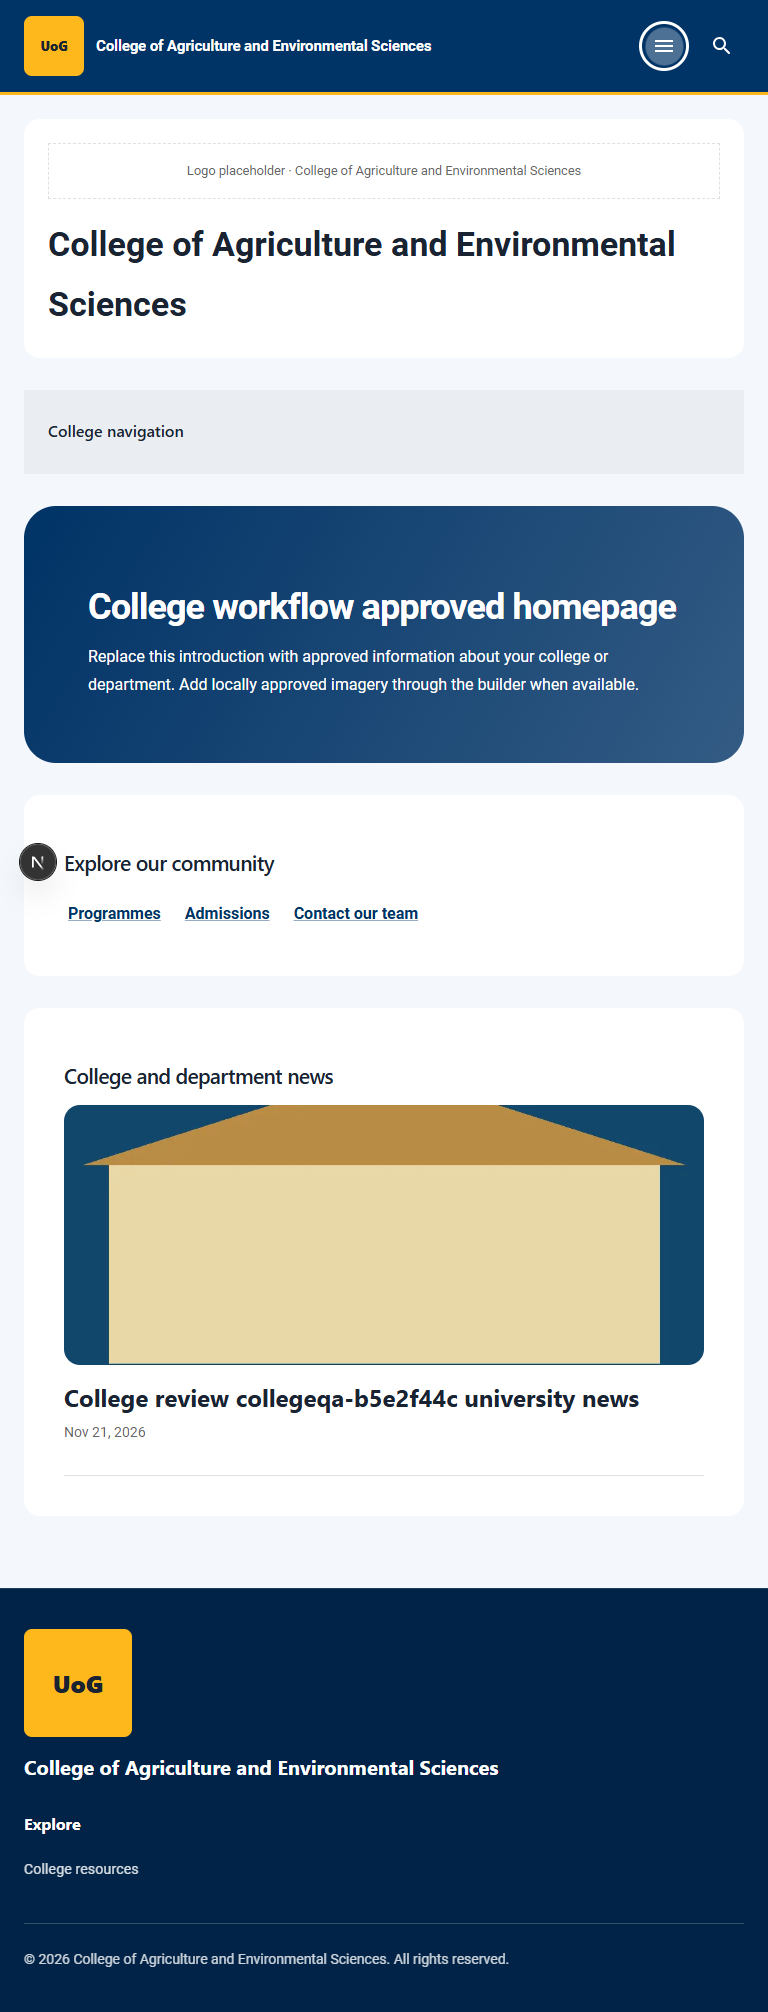 UoG
College of Agriculture and Environmental Sciences
Logo placeholder · College of Agriculture and Environmental Sciences
College of Agriculture and Environmental
Sciences
College navigation
College workflow approved homepage
Replace this introduction with approved information about your college or
department. Add locally approved imagery through the builder when available.
N
Explore our community
Programmes
Admissions
Contact our team
College and department news
College review collegeqa-b5e2f44c university news
Nov 21, 2026
UoG
College of Agriculture and Environmental Sciences
Explore
College resources
© 2026 College of Agriculture and Environmental Sciences. All rights reserved.